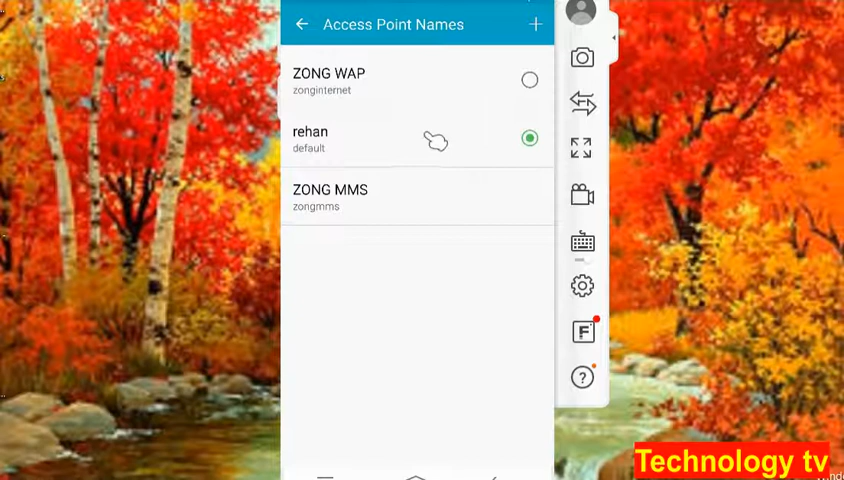 Access Point Names
ZONG WAP
zonginternet
rehan
default
ZONG MMS
zongmms
F
?
Technology tv